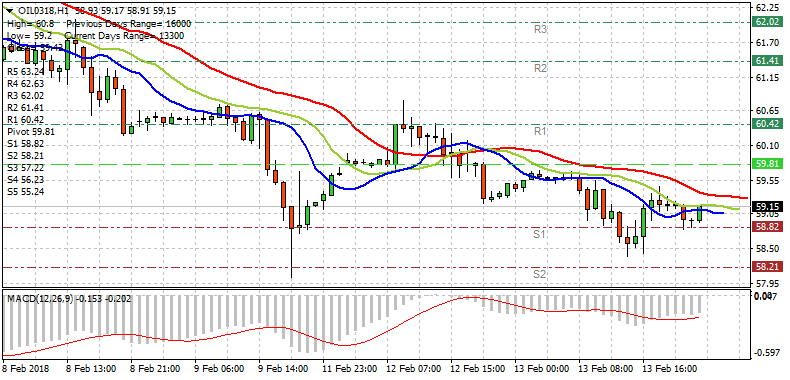 OIL0318,H1 58.93 59.17 58.91 59.15
High= 60.8 Previous Days Range= 16000
Low= 59.2 Current Days Range= 13300
R5 63.24
R4 62.63
R3 62.02
R2 61.41
R1 60.42
Pivot 59.81
S1 58.82
S2 58.21
S3 57.22
S4 56.23
S5 55.24
R3
R2
R1
S1
S2
62.25
62.02
61.70
61.41
61.15
60.65
60.42
60.10
59.81
59.55
59.15
59.05
58.82
58.50
58.21
57.95
MACD(12,26,9) -0.153 -0.202
-0.597
8 Feb 2018
8 Feb 13:00
8 Feb 21:00
9 Feb 06:00
9 Feb 14:00
11 Feb 23:00
12 Feb 07:00
12 Feb 15:00
13 Feb 00:00
13 Feb 08:00
13 Feb 16:00